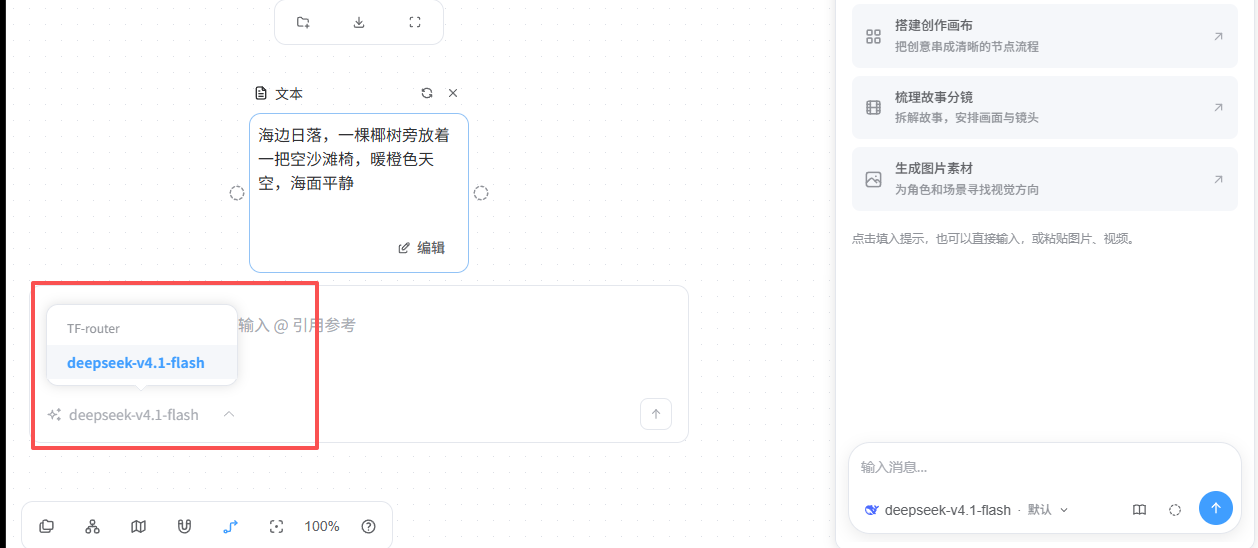 文本
海边日落，一棵椰树旁放着
一把空沙滩椅，暖橙色天
空，海面平静
编辑
输入 @ 引用参考
TF-router
deepseek-v4.1-flash
deepseek-v4.1-flash
100%
搭建创作画布
把创意串成清晰的节点流程
梳理故事分镜
拆解故事，安排画面与镜头
生成图片素材
为角色和场景寻找视觉方向
点击填入提示，也可以直接输入，或粘贴图片、视频。
输入消息...
deepseek-v4.1-flash · 默认